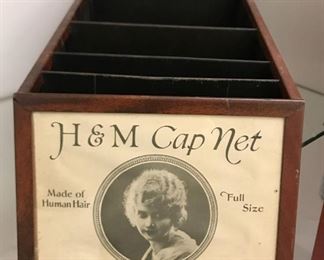 H & M Cap Net
Made of Full
Human Hair Size